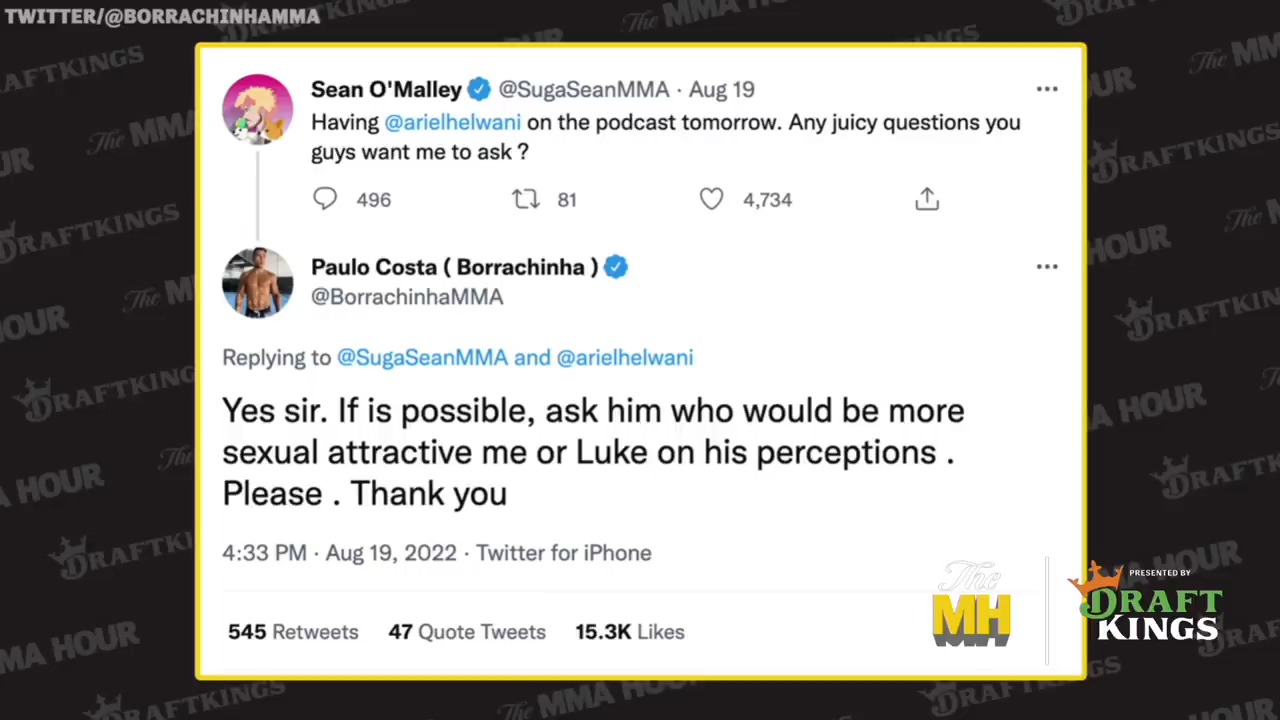 TWITTER/@BORRACHINHAMMA
Sean O'Malley @SugaSeanMMA · Aug 19
Having @arielhelwani on the podcast tomorrow. Any juicy questions you
guys want me to ask ?
496 81 4,734
Paulo Costa ( Borrachinha )
@BorrachinhaMMA
Replying to @SugaSeanMMA and @arielhelwani
Yes sir. If is possible, ask him who would be more
sexual attractive me or Luke on his perceptions .
Please . Thank you
4:33 PM · Aug 19, 2022 · Twitter for iPhone
545 Retweets 47 Quote Tweets 15.3K Likes
The
MH
PRESENTED BY
DRAFT
KINGS